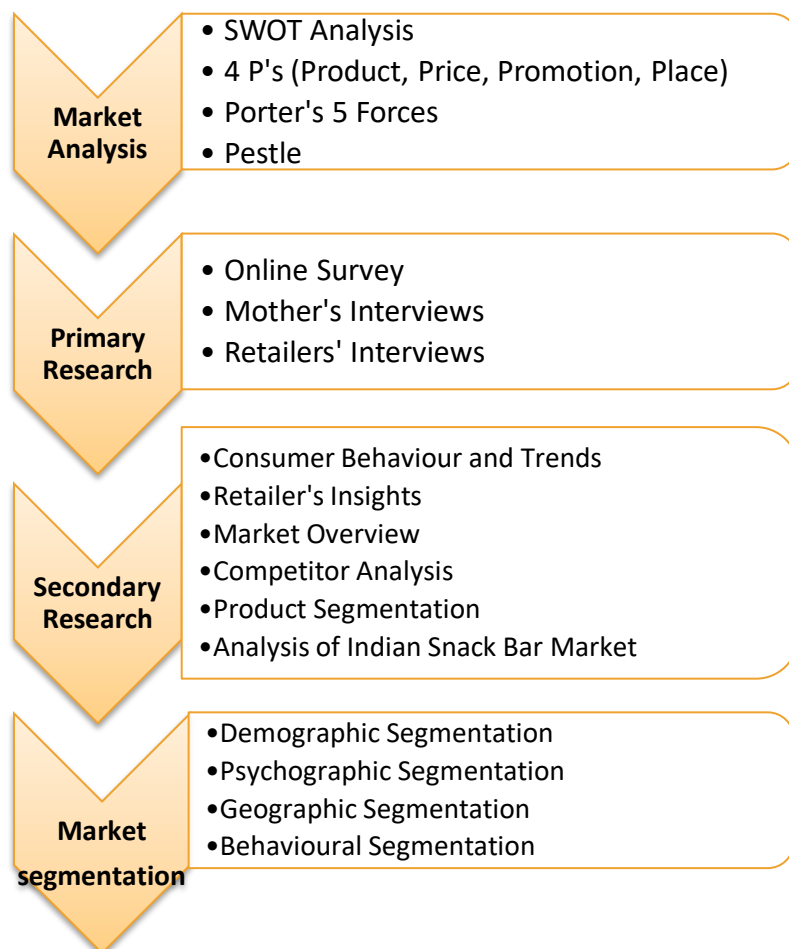 Market
Analysis
• SWOT Analysis
• 4 P's (Product, Price, Promotion, Place)
• Porter's 5 Forces
• Pestle
Primary
Research
• Online Survey
• Mother's Interviews
• Retailers' Interviews
Secondary
Research
•Consumer Behaviour and Trends
•Retailer's Insights
•Market Overview
•Competitor Analysis
•Product Segmentation
•Analysis of Indian Snack Bar Market
Market
segmentation
•Demographic Segmentation
•Psychographic Segmentation
•Geographic Segmentation
•Behavioural Segmentation